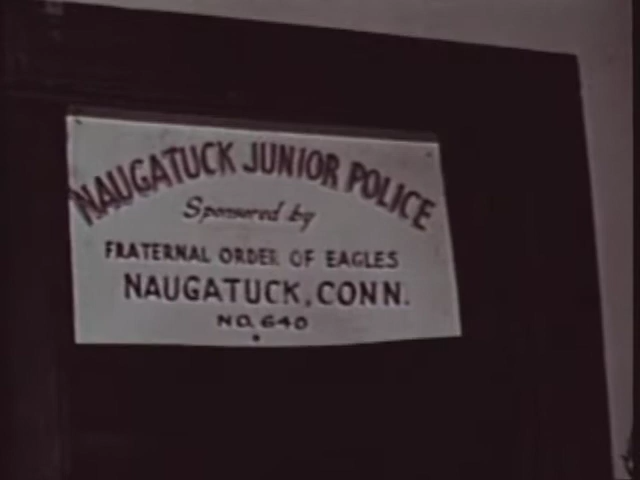 NAUGATUCK JUNIOR POLICE
Sponsored by
FRATERNAL ORDER OF EAGLES
NAUGATUCK, CONN.
NO. 640